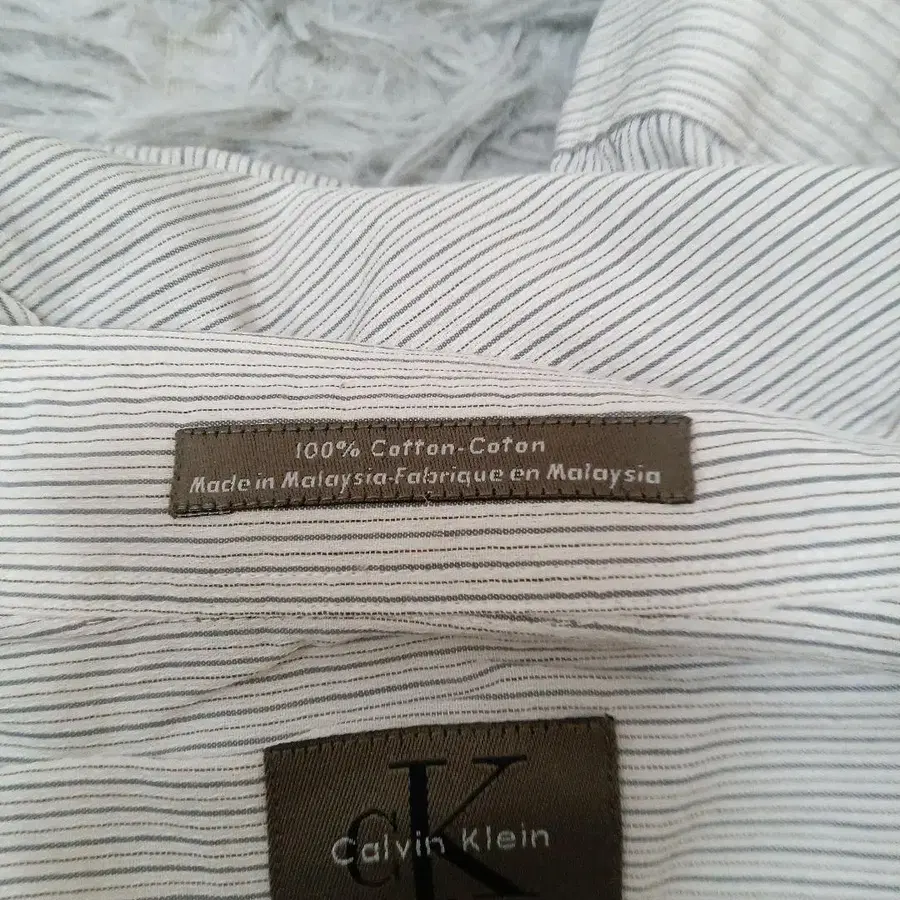 100% Cotton-Coton
Made in Malaysia-Fabrique en Malaysia
CK
Calvin Klein